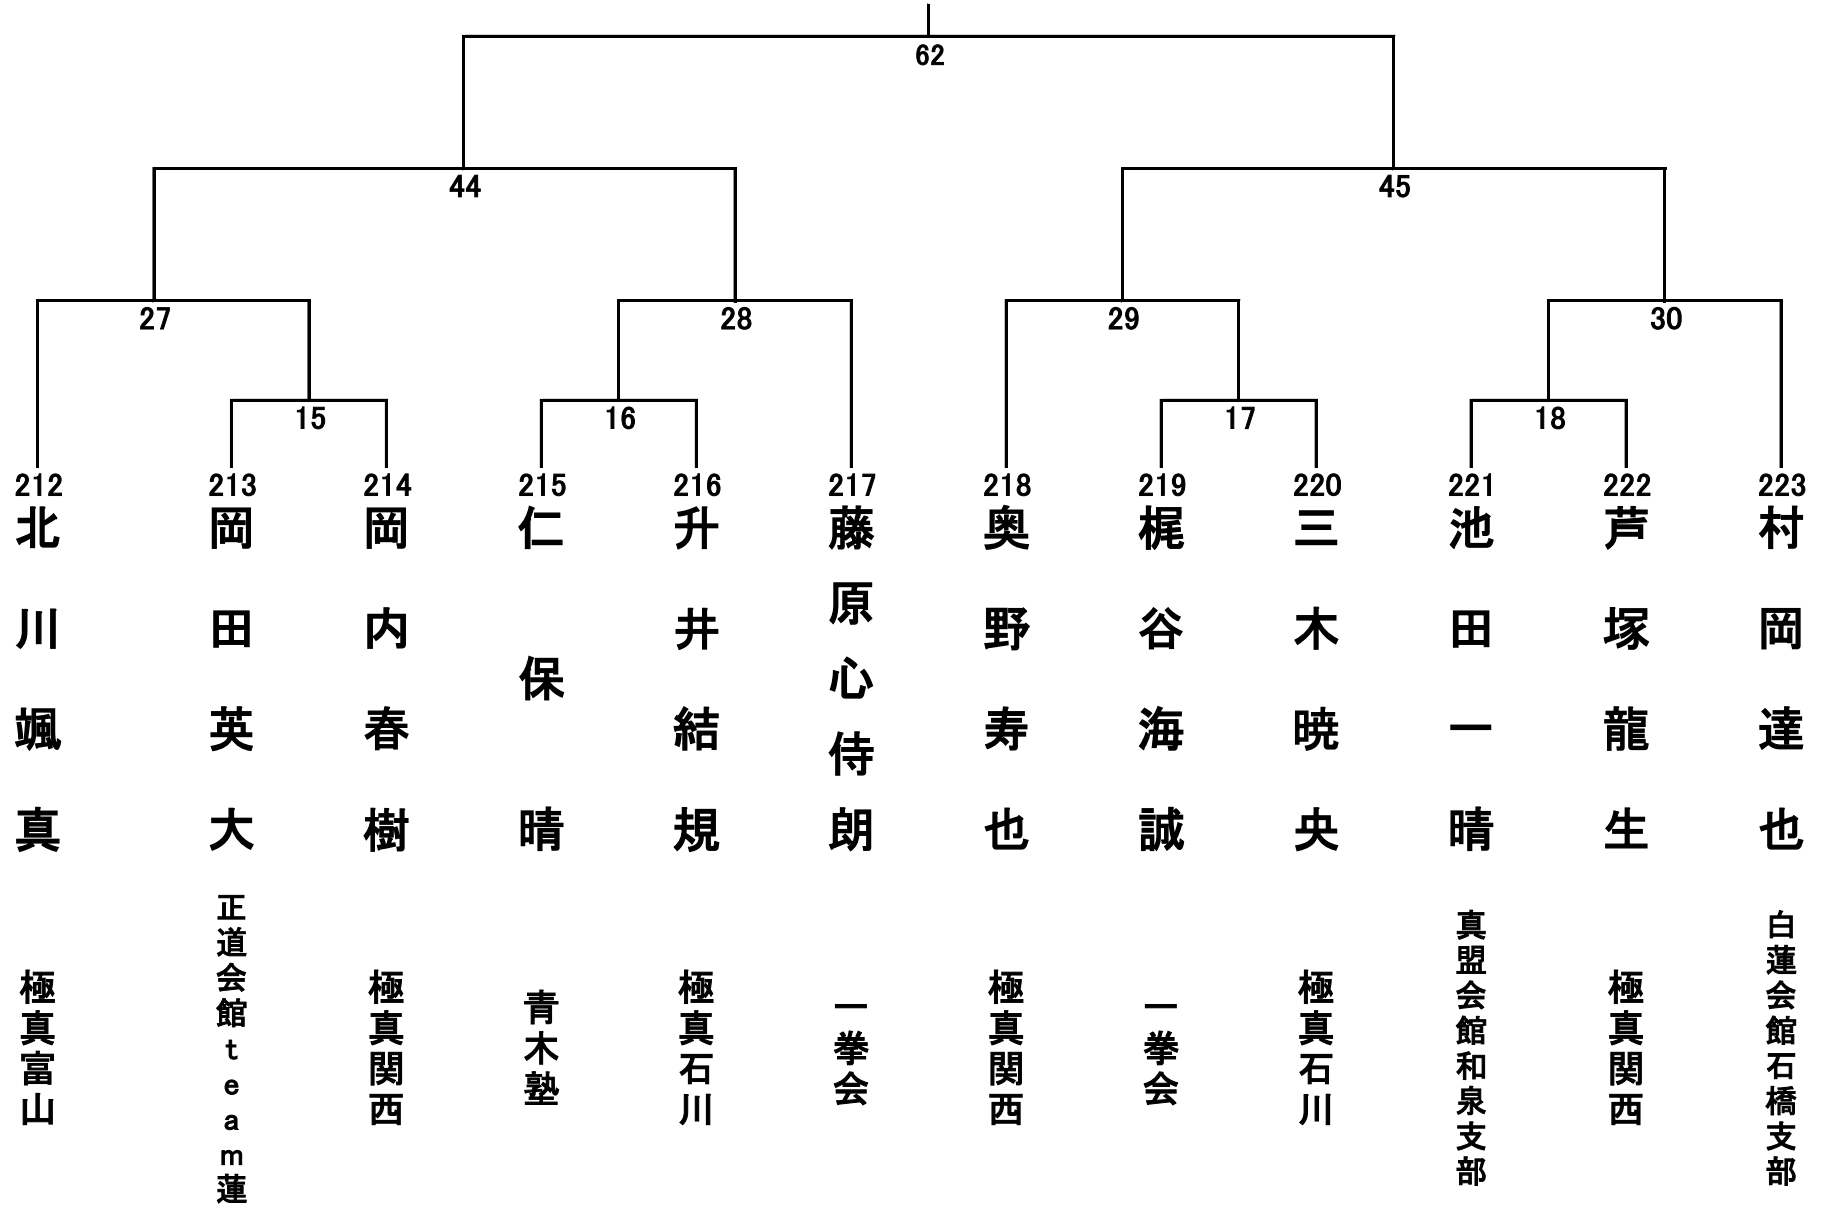 62
44
45
27
28
29
30
15
16
17
18
212
213
214
215
216
217
218
219
220
221
222
223
北川颯真
岡田英大
岡内春樹
仁保晴
升井結規
藤原心侍朗
奥野寿也
梶谷海誠
三木暁央
池田一晴
芦塚龍生
村岡達也
極真富山
正道会館team蓮
極真関西
青木塾
極真石川
一拳会
極真関西
一拳会
極真石川
真盟会館和泉支部
極真関西
白蓮会館石橋支部